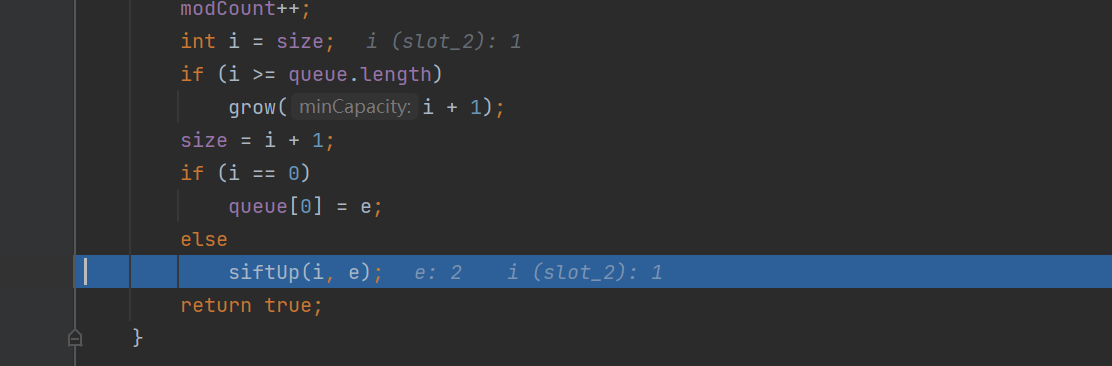 modCount++;
int i = size; i (slot_2): 1
if (i >= queue.length)
grow( minCapacity: i + 1);
size = i + 1;
if (i == 0)
queue[0] = e;
else
siftUp(i, e); e: 2 i (slot_2): 1
return true;
}